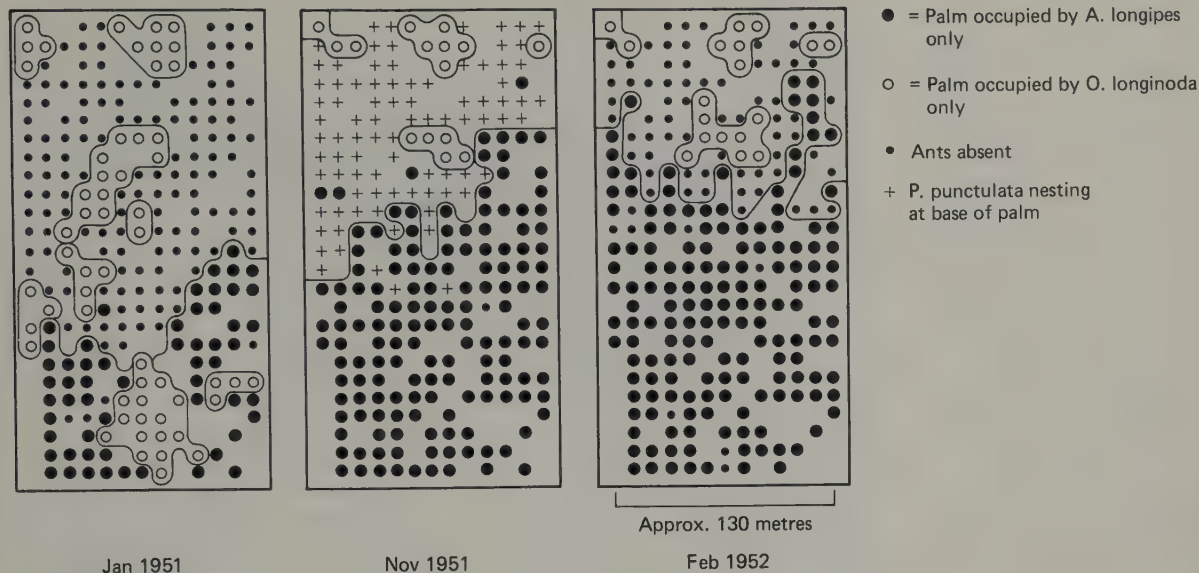 ● = Palm occupied by A. longipes
only
○ = Palm occupied by O. longinoda
only
• Ants absent
+ P. punctulata nesting
at base of palm
Approx. 130 metres
Jan 1951
Nov 1951
Feb 1952